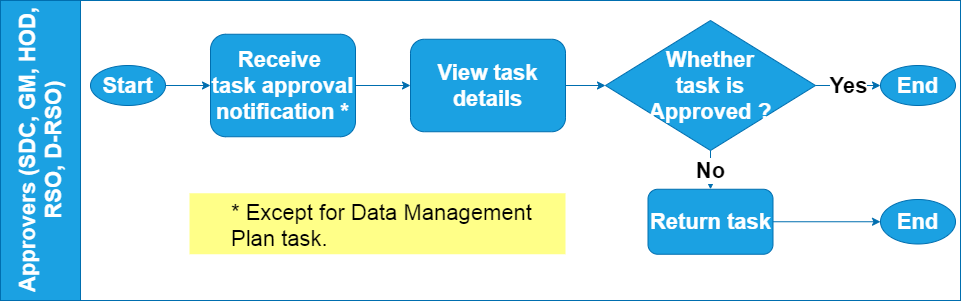 Approvers (SDC, GM, HOD,
RSO, D-RSO)
Start
Receive
task approval
notification *
View task
details
Whether
task is
Approved ?
Yes
End
No
Return task
End
* Except for Data Management
Plan task.